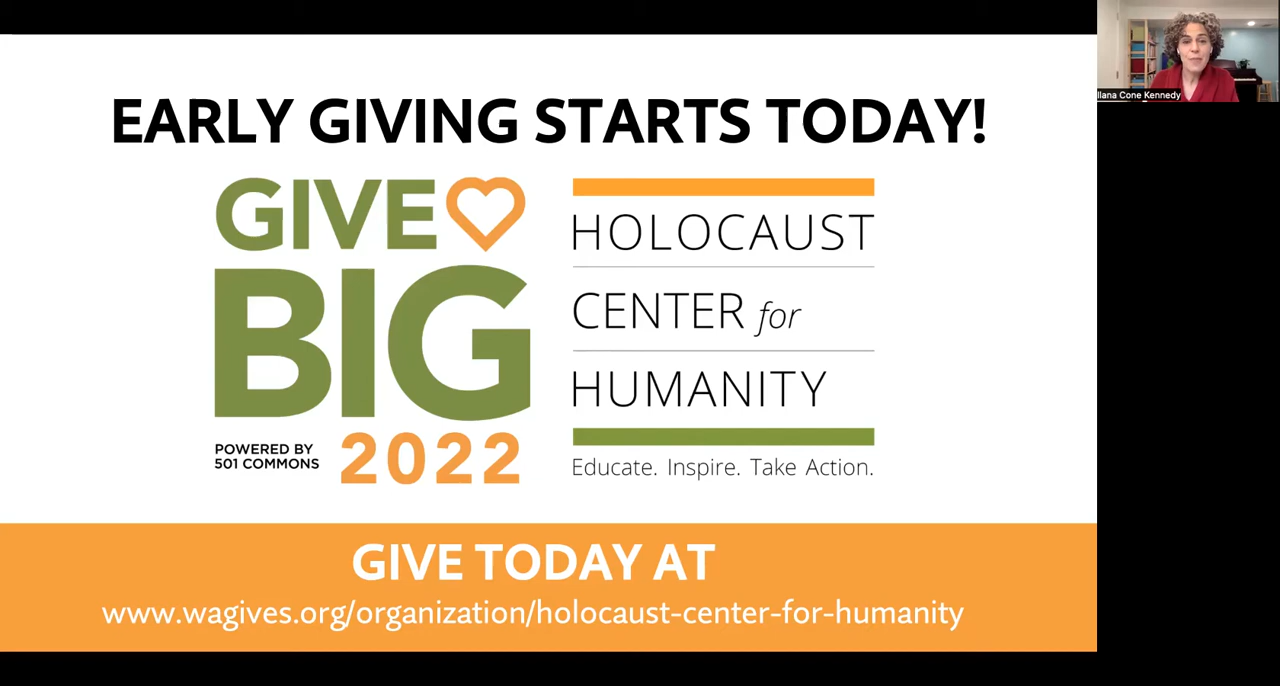 EARLY GIVING STARTS TODAY!
GIVE
BIG
POWERED BY
501 COMMONS
2022
HOLOCAUST
CENTER for
HUMANITY
Educate. Inspire. Take Action.
GIVE TODAY AT
www.wagives.org/organization/holocaust-center-for-humanity
Ilana Cone Kennedy